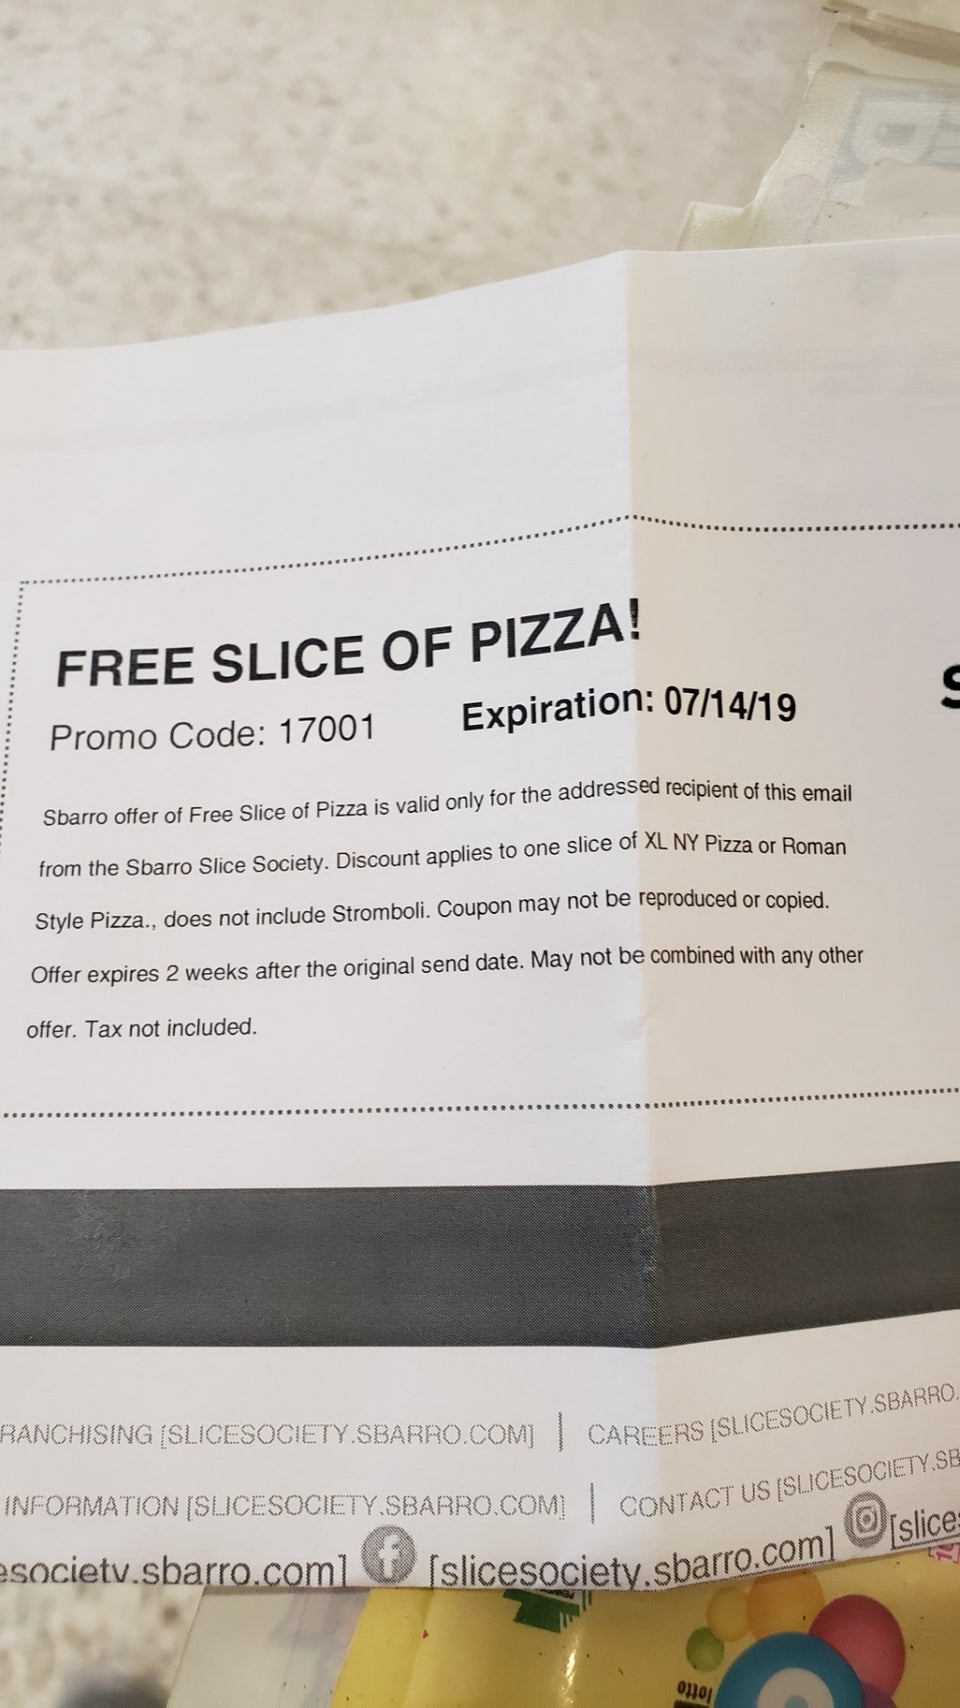 FREE SLICE OF PIZZA!
Promo Code: 17001 Expiration: 07/14/19
Sbarro offer of Free Slice of Pizza is valid only for the addressed recipient of this email
from the Sbarro Slice Society. Discount applies to one slice of XL NY Pizza or Roman
Style Pizza., does not include Stromboli. Coupon may not be reproduced or copied.
Offer expires 2 weeks after the original send date. May not be combined with any other
offer. Tax not included.
RANCHISING [SLICESOCIETY.SBARRO.COM] | CAREERS [SLICESOCIETY.SBARRO.
INFORMATION [SLICESOCIETY.SBARRO.COM] | CONTACT US [SLICESOCIETY.SB
esociety.sbarro.com] [slicesociety.sbarro.com] [slice
lotto